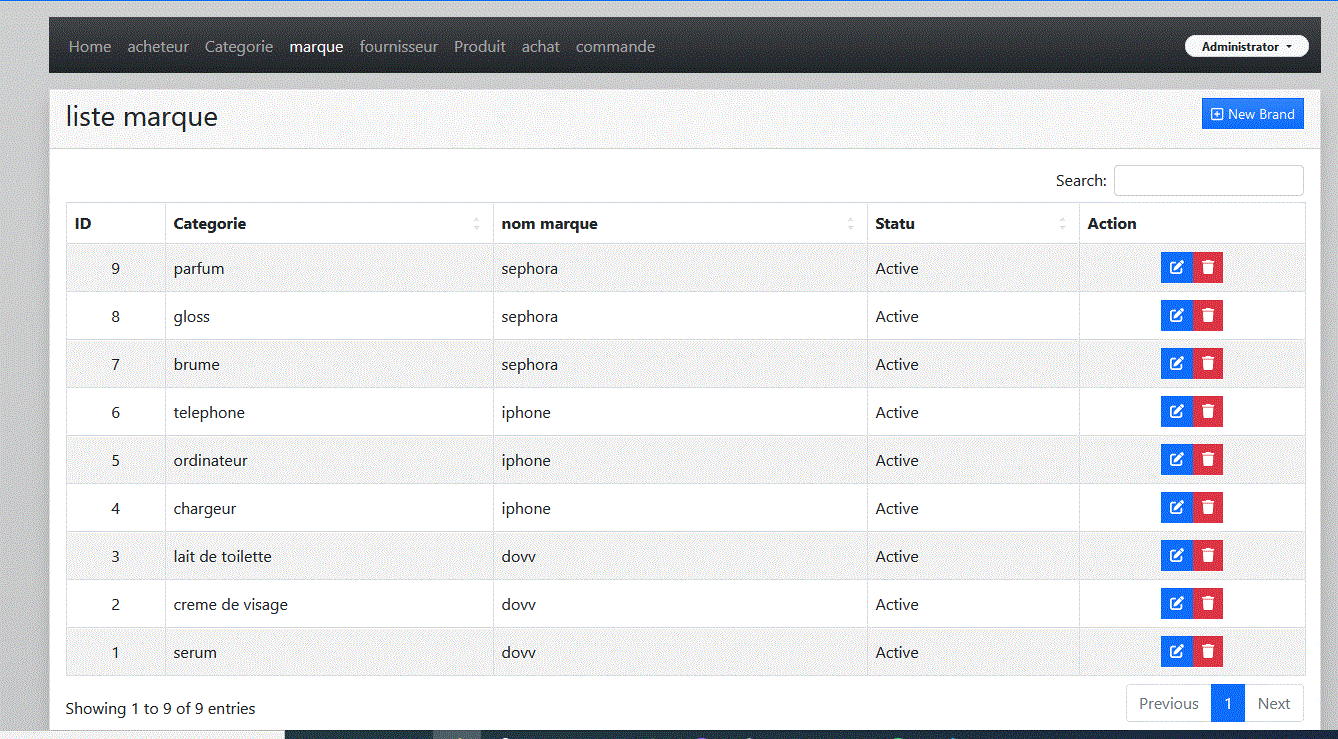 Home acheteur Categorie marque fournisseur Produit achat commande Administrator
liste marque New Brand
Search:
ID Categorie nom marque Statu Action
9 parfum sephora Active
8 gloss sephora Active
7 brume sephora Active
6 telephone iphone Active
5 ordinateur iphone Active
4 chargeur iphone Active
3 lait de toilette dovv Active
2 creme de visage dovv Active
1 serum dovv Active
Showing 1 to 9 of 9 entries Previous 1 Next